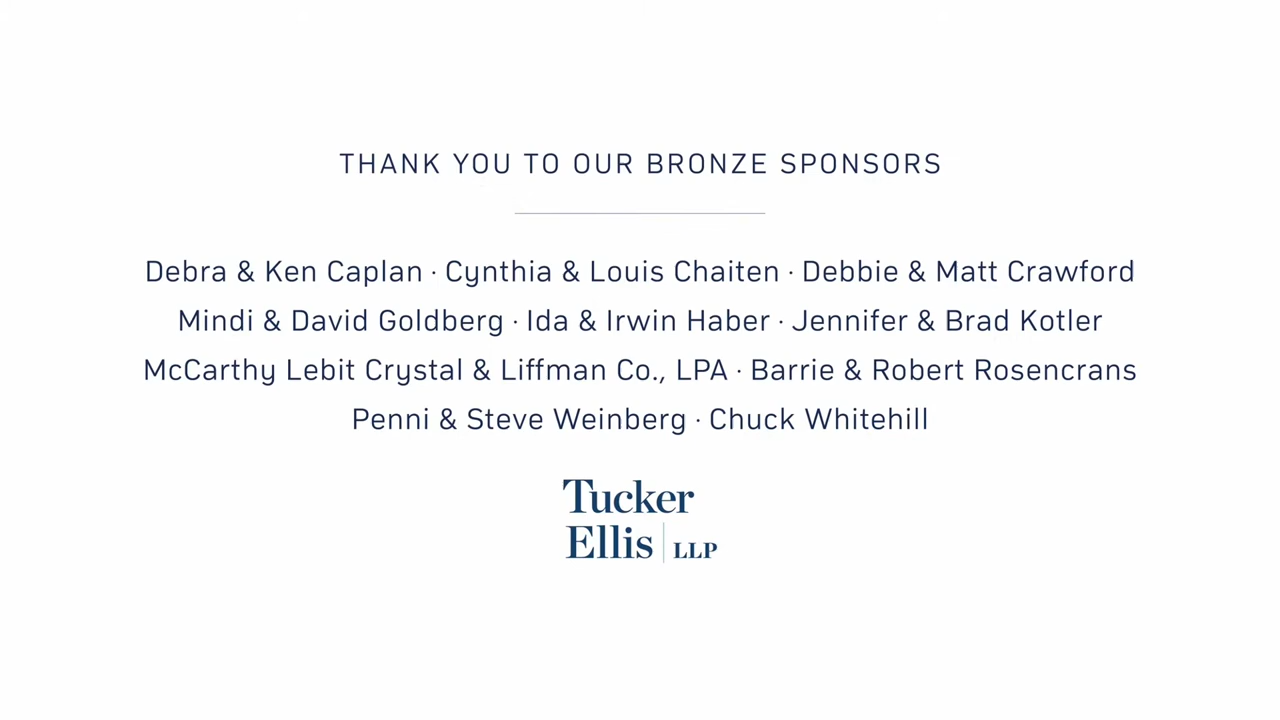 THANK YOU TO OUR BRONZE SPONSORS
Debra & Ken Caplan · Cynthia & Louis Chaiten · Debbie & Matt Crawford
Mindi & David Goldberg · Ida & Irwin Haber · Jennifer & Brad Kotler
McCarthy Lebit Crystal & Liffman Co., LPA · Barrie & Robert Rosencrans
Penni & Steve Weinberg · Chuck Whitehill
Tucker
Ellis LLP